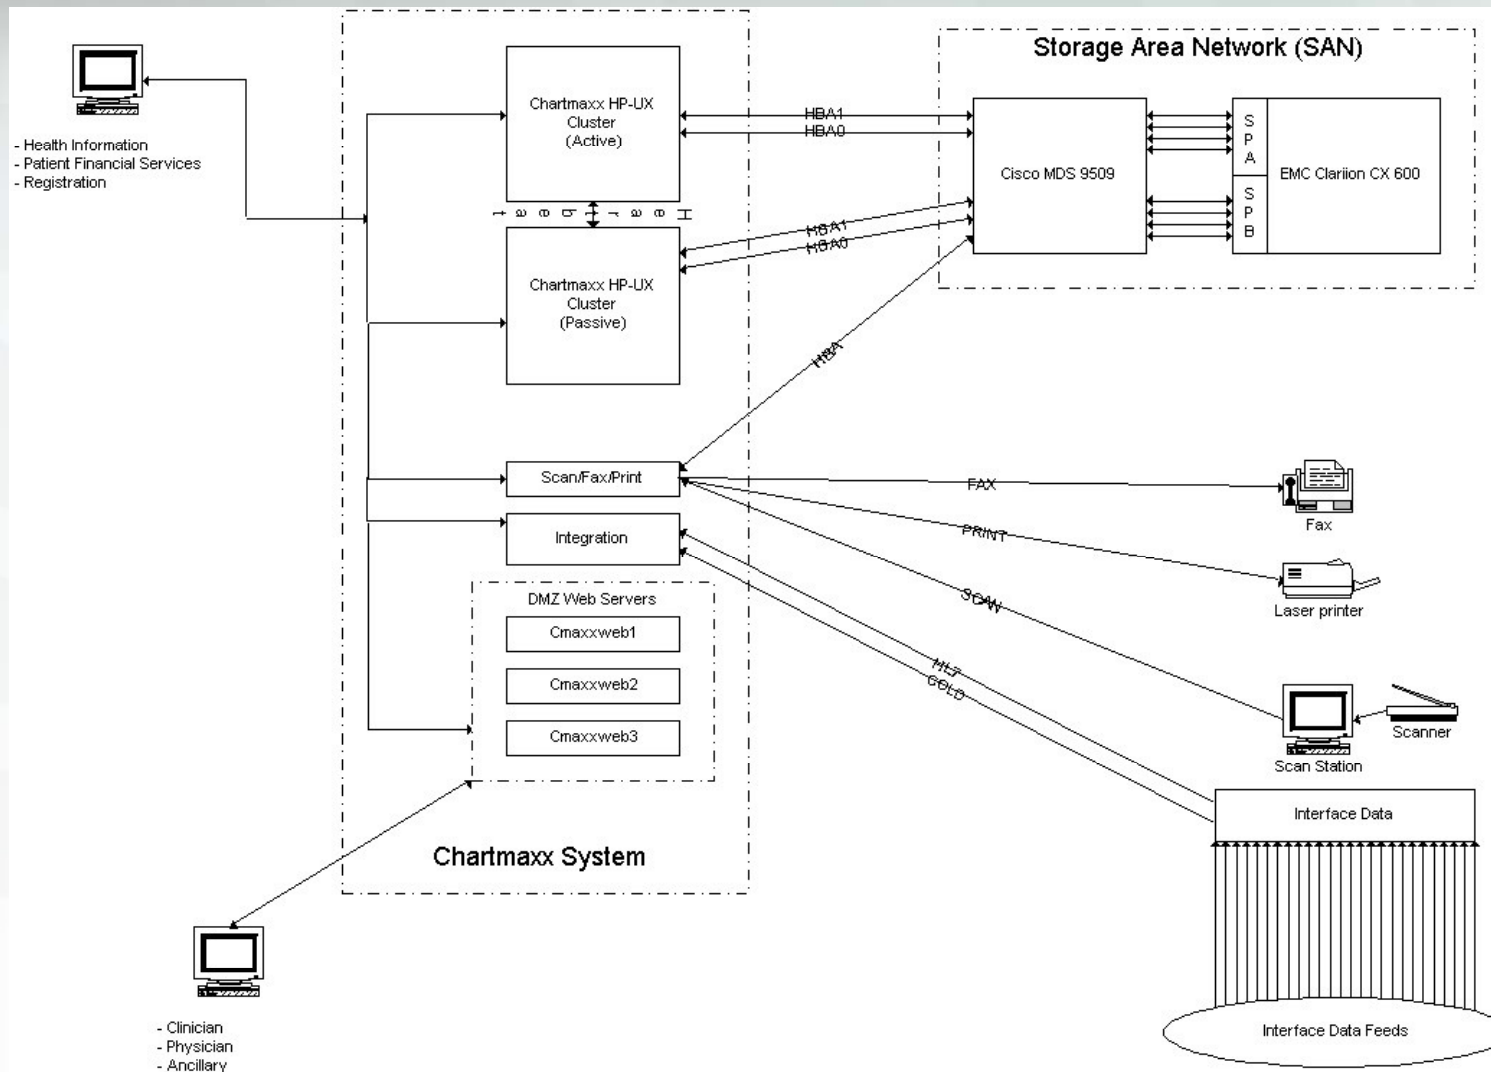 Storage Area Network (SAN)
- Health Information
- Patient Financial Services
- Registration
Chartmaxx HP-UX
Cluster
(Active)
HBA1
HBA0
Cisco MDS 9509
SPA
SPB
EMC Clariion CX 600
Heartbeat
Chartmaxx HP-UX
Cluster
(Passive)
HBA1
HBA0
HBA
Scan/Fax/Print
FAX
Fax
Integration
PRINT
Laser printer
DMZ Web Servers
Cmaxxweb1
Cmaxxweb2
Cmaxxweb3
SCAN
HL7
COLD
Scanner
Scan Station
Interface Data
Chartmaxx System
Interface Data Feeds
- Clinician
- Physician
- Ancillary